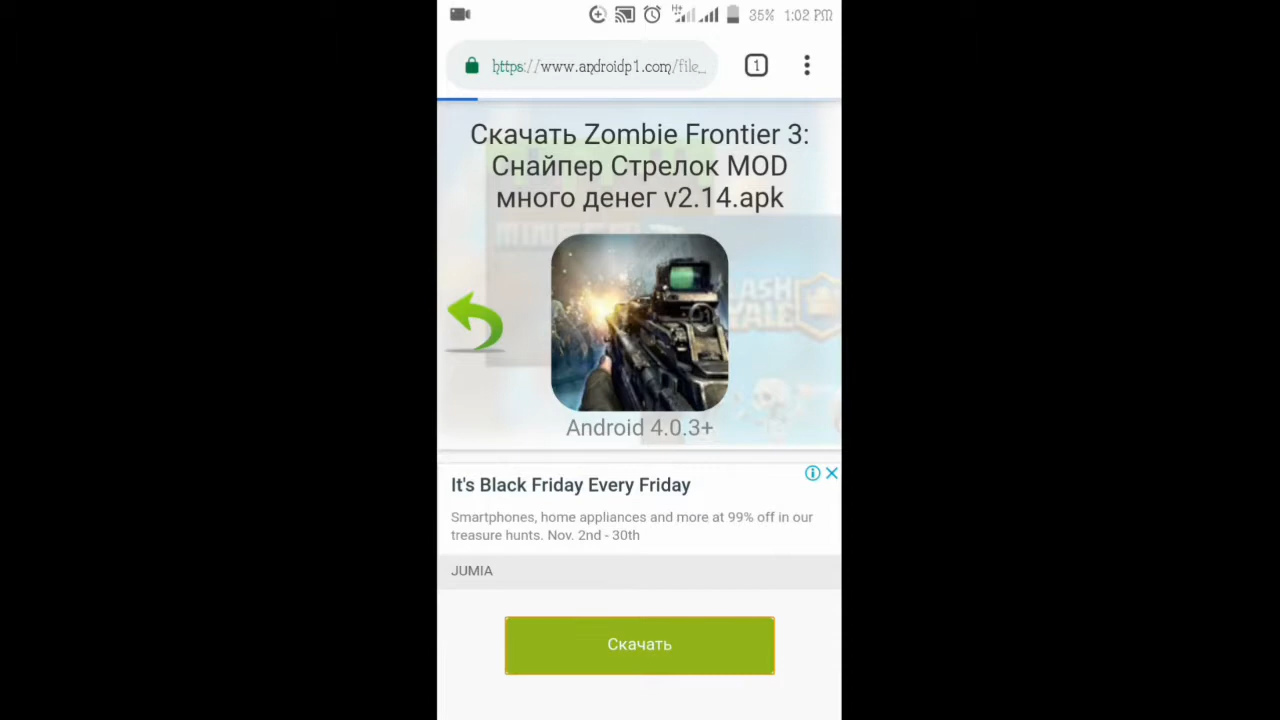 H+ 35% 1:02 PM
https://www.androidp1.com/file_.. 1
Скачать Zombie Frontier 3:
Снайпер Стрелок MOD
много денег v2.14.apk
Android 4.0.3+
It's Black Friday Every Friday
Smartphones, home appliances and more at 99% off in our
treasure hunts. Nov. 2nd - 30th
JUMIA
Скачать